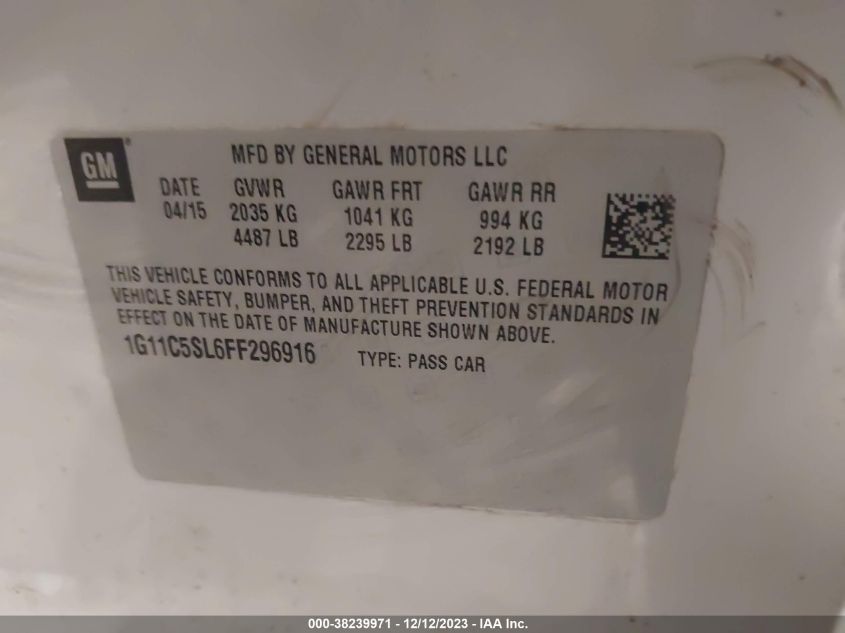 GM®
MFD BY GENERAL MOTORS LLC
DATE GVWR GAWR FRT GAWR RR
04/15 2035 KG 1041 KG 994 KG
4487 LB 2295 LB 2192 LB
THIS VEHICLE CONFORMS TO ALL APPLICABLE U.S. FEDERAL MOTOR
VEHICLE SAFETY, BUMPER, AND THEFT PREVENTION STANDARDS IN
EFFECT ON THE DATE OF MANUFACTURE SHOWN ABOVE.
1G11C5SL6FF296916 TYPE: PASS CAR
000-38239971 - 12/12/2023 - IAA Inc.